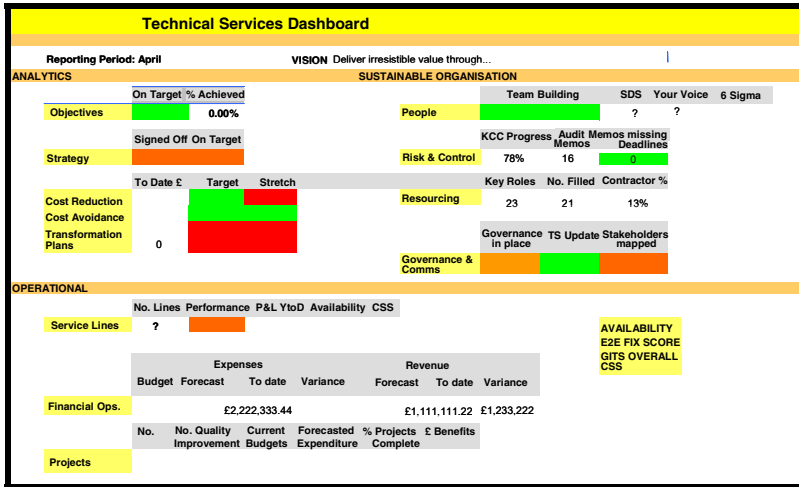 Technical Services Dashboard
Reporting Period: April VISION Deliver irresistible value through...
ANALYTICS SUSTAINABLE ORGANISATION
On Target % Achieved Team Building SDS Your Voice 6 Sigma
Objectives 0.00% People ? ?
Signed Off On Target KCC Progress Audit Memos Memos missing Deadlines
Strategy Risk & Control 78% 16 0
To Date £ Target Stretch Key Roles No. Filled Contractor %
Cost Reduction Resourcing 23 21 13%
Cost Avoidance
Transformation Plans 0 Governance in place TS Update Stakeholders mapped
Governance & Comms
OPERATIONAL
No. Lines Performance P&L YtoD Availability CSS
Service Lines ?
AVAILABILITY
E2E FIX SCORE
GITS OVERALL
CSS
Expenses Revenue
Budget Forecast To date Variance Forecast To date Variance
Financial Ops. £2,222,333.44 £1,111,111.22 £1,233,222
No. No. Quality Improvement Current Budgets Forecasted Expenditure % Projects Complete £ Benefits
Projects